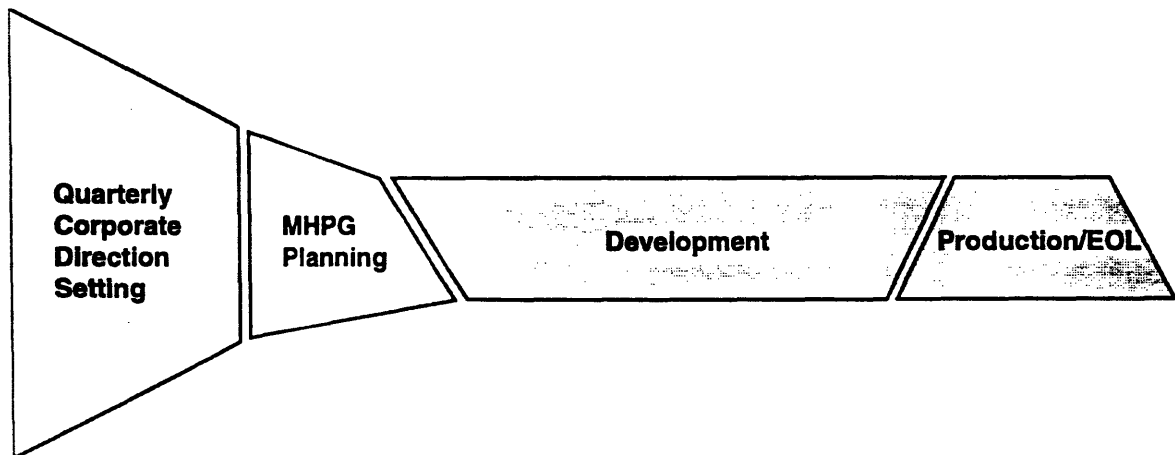 Quarterly
Corporate
Direction
Setting
MHPG
Planning
Development
Production/EOL